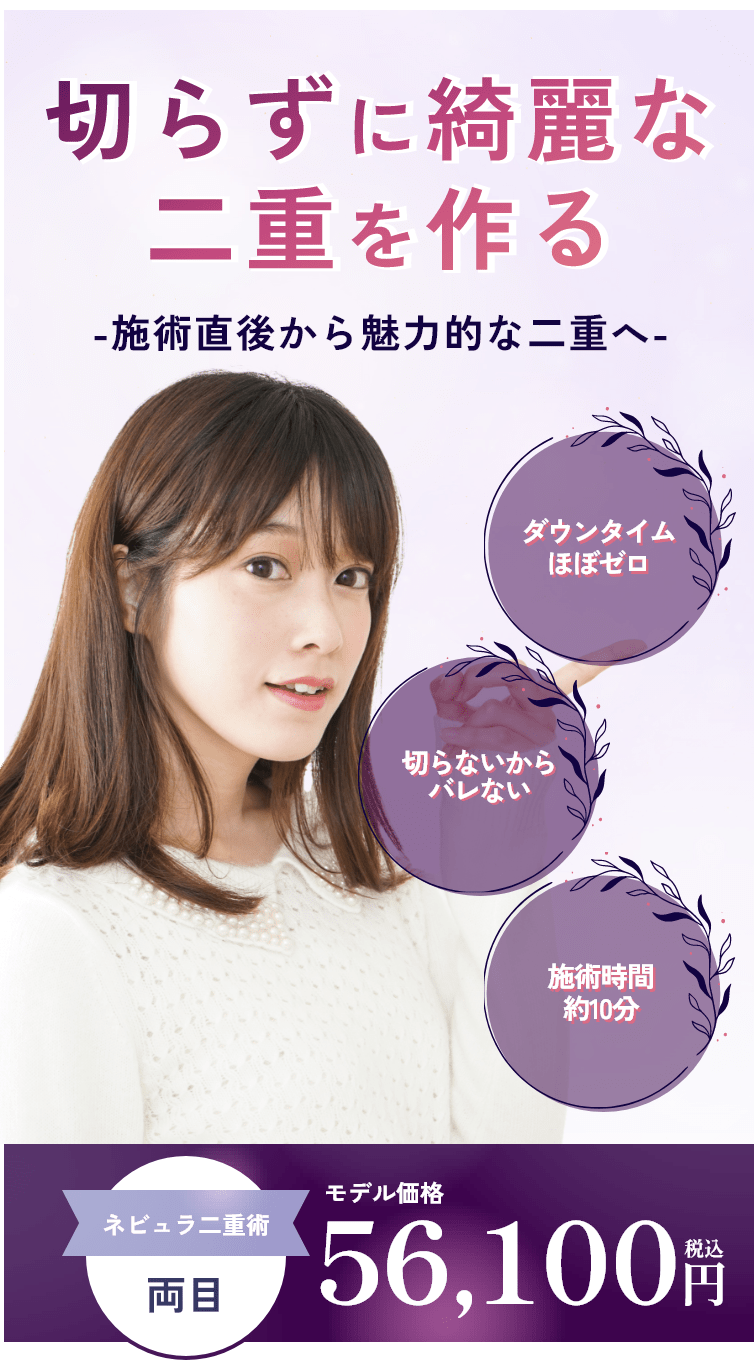 切らずに綺麗な
二重を作る
-施術直後から魅力的な二重へ-
ダウンタイム
ほぼゼロ
切らないから
バレない
施術時間
約10分
ネビュラ二重術
両目
モデル価格
56,100円
税込